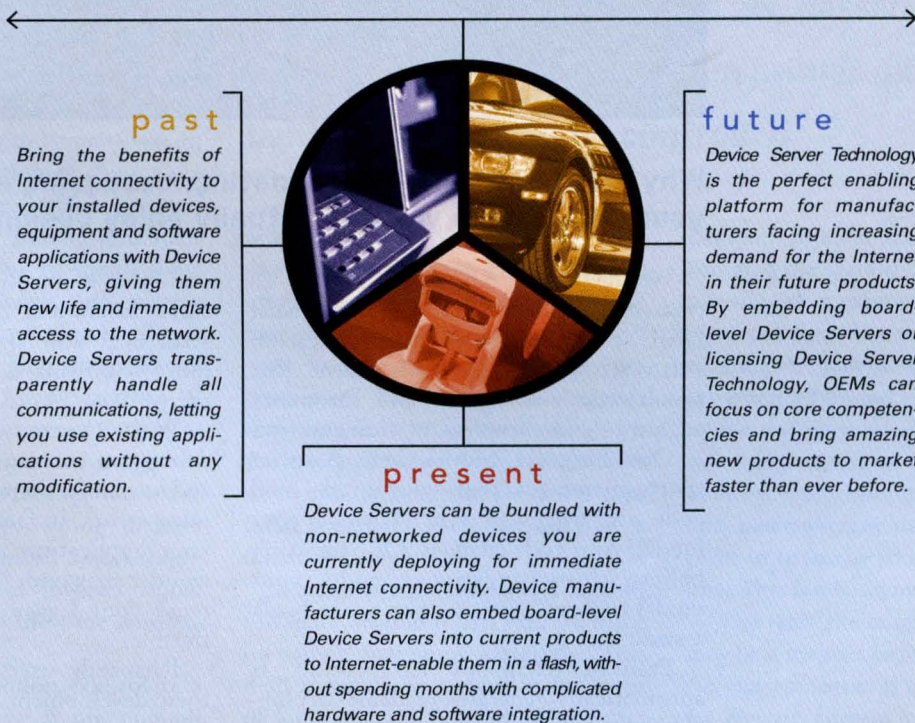 past
Bring the benefits of
Internet connectivity to
your installed devices,
equipment and software
applications with Device
Servers, giving them
new life and immediate
access to the network.
Device Servers trans-
parently handle all
communications, letting
you use existing appli-
cations without any
modification.
present
Device Servers can be bundled with
non-networked devices you are
currently deploying for immediate
Internet connectivity. Device manu-
facturers can also embed board-level
Device Servers into current products
to Internet-enable them in a flash, with-
out spending months with complicated
hardware and software integration.
future
Device Server Technology
is the perfect enabling
platform for manufac-
turers facing increasing
demand for the Internet
in their future products
By embedding board-
level Device Servers or
licensing Device Server
Technology, OEMs can
focus on core competen-
cies and bring amazing
new products to market
faster than ever before.